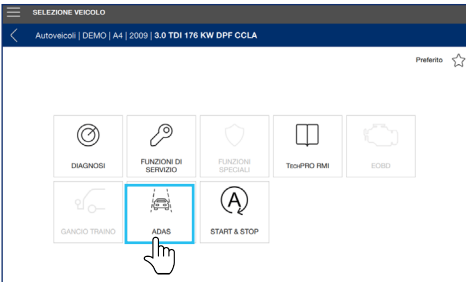 SELEZIONE VEICOLO
Autoveicoli | DEMO | A4 | 2009 | 3.0 TDI 176 KW DPF CCLA
Preferito
DIAGNOSI
FUNZIONI DI
SERVIZIO
FUNZIONI
SPECIALI
TECHPRO RMI
EOBD
GANCIO TRAINO
ADAS
A
START & STOP